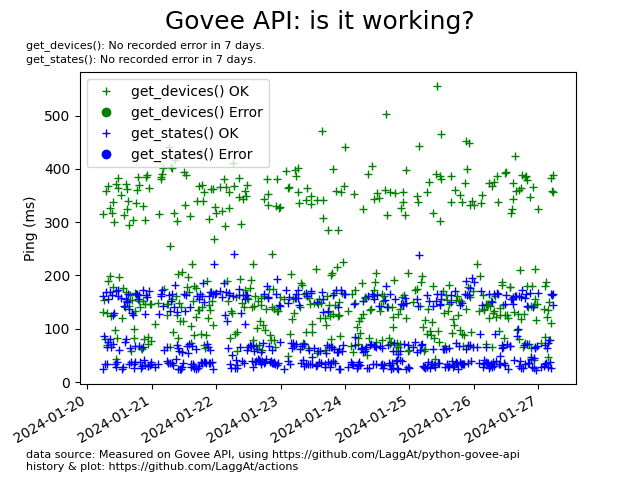 Govee API: is it working?
get_devices(): No recorded error in 7 days.
get_states(): No recorded error in 7 days.
get_devices() OK
get_devices() Error
get_states() OK
get_states() Error
Ping (ms)
500
400
300
200
100
0
2024-01-20
2024-01-21
2024-01-22
2024-01-23
2024-01-24
2024-01-25
2024-01-26
2024-01-27
data source: Measured on Govee API, using https://github.com/LaggAt/python-govee-api
history & plot: https://github.com/LaggAt/actions